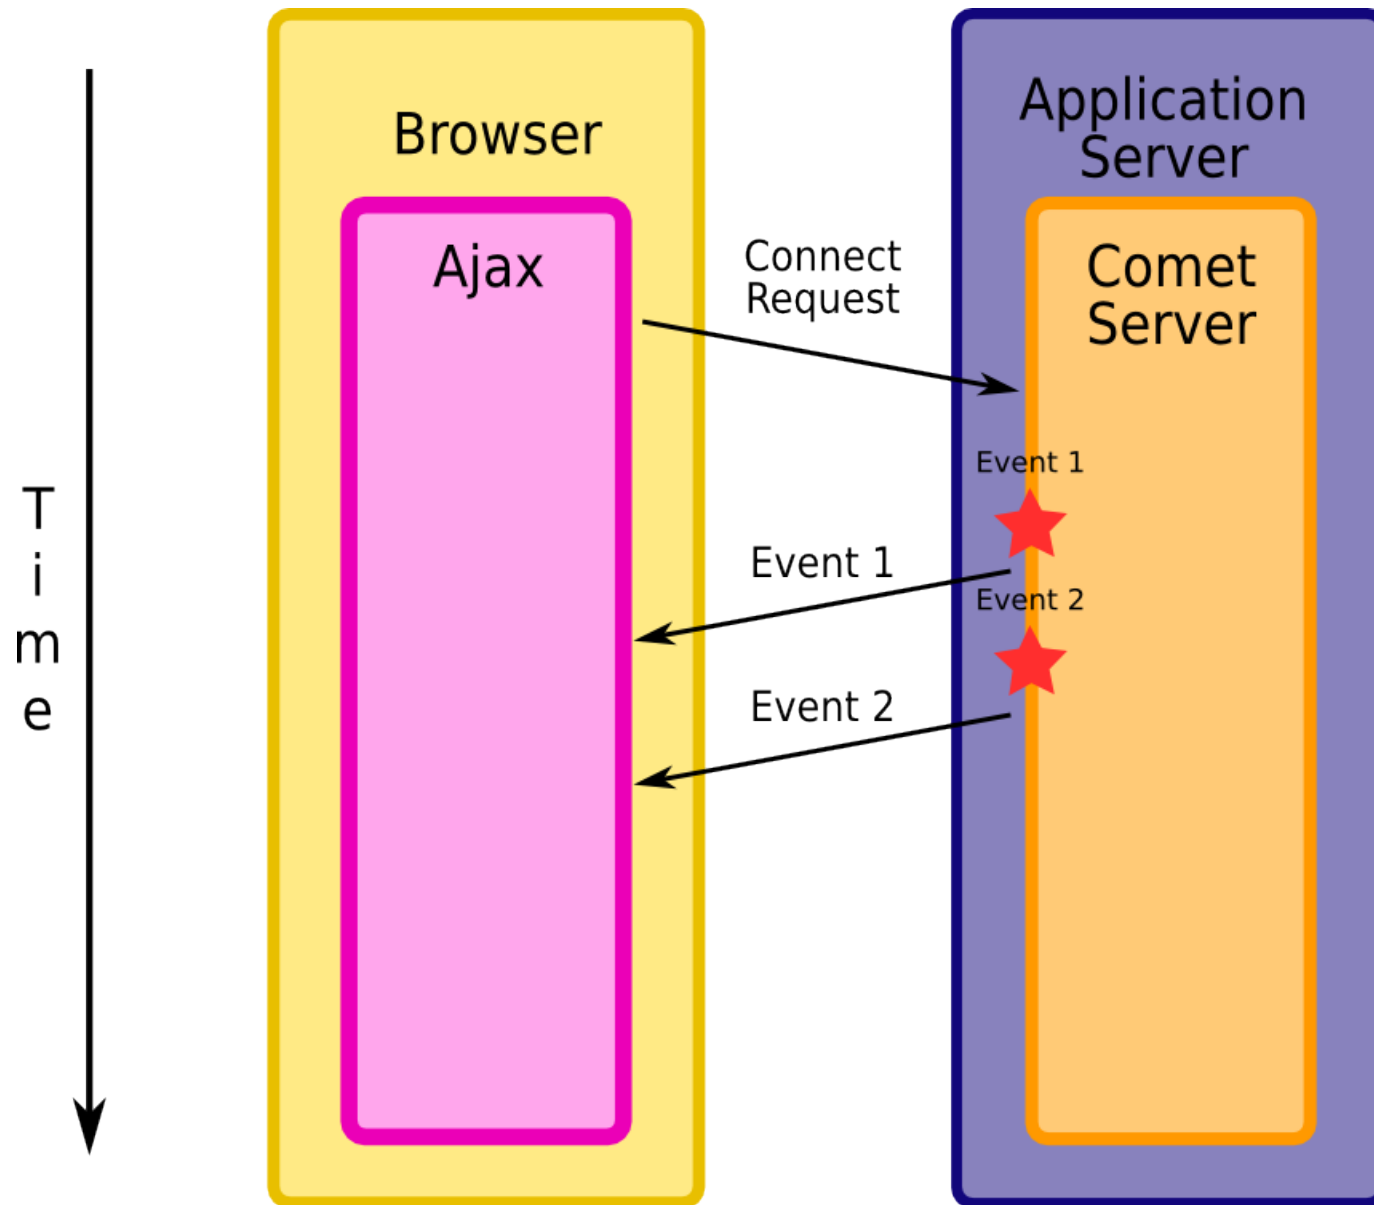 Browser
Application
Server
Ajax
Connect
Request
Comet
Server
Event 1
Event 1
Event 2
Event 2
T
i
m
e